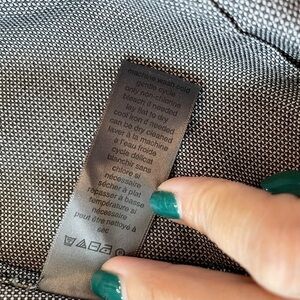 machine wash cold
gentle cycle
only non-chlorine
bleach if needed
lay flat to dry
cool iron if needed
can be dry cleaned
laver à la machine
à l'eau froide
cycle délicat
blanchir sans
chlore si
nécessaire
sécher à plat
repasser à basse
température si
nécessaire
peut être nettoyé à
sec